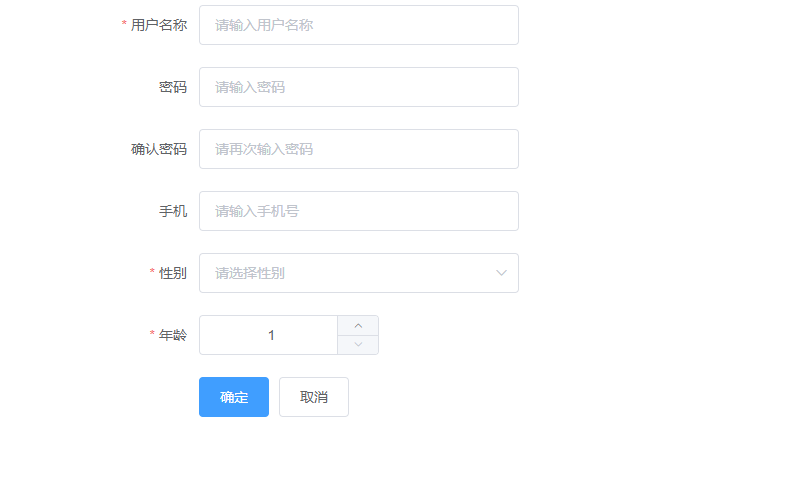 * 用户名称 请输入用户名称
密码 请输入密码
确认密码 请再次输入密码
手机 请输入手机号
* 性别 请选择性别
* 年龄 1
确定 取消